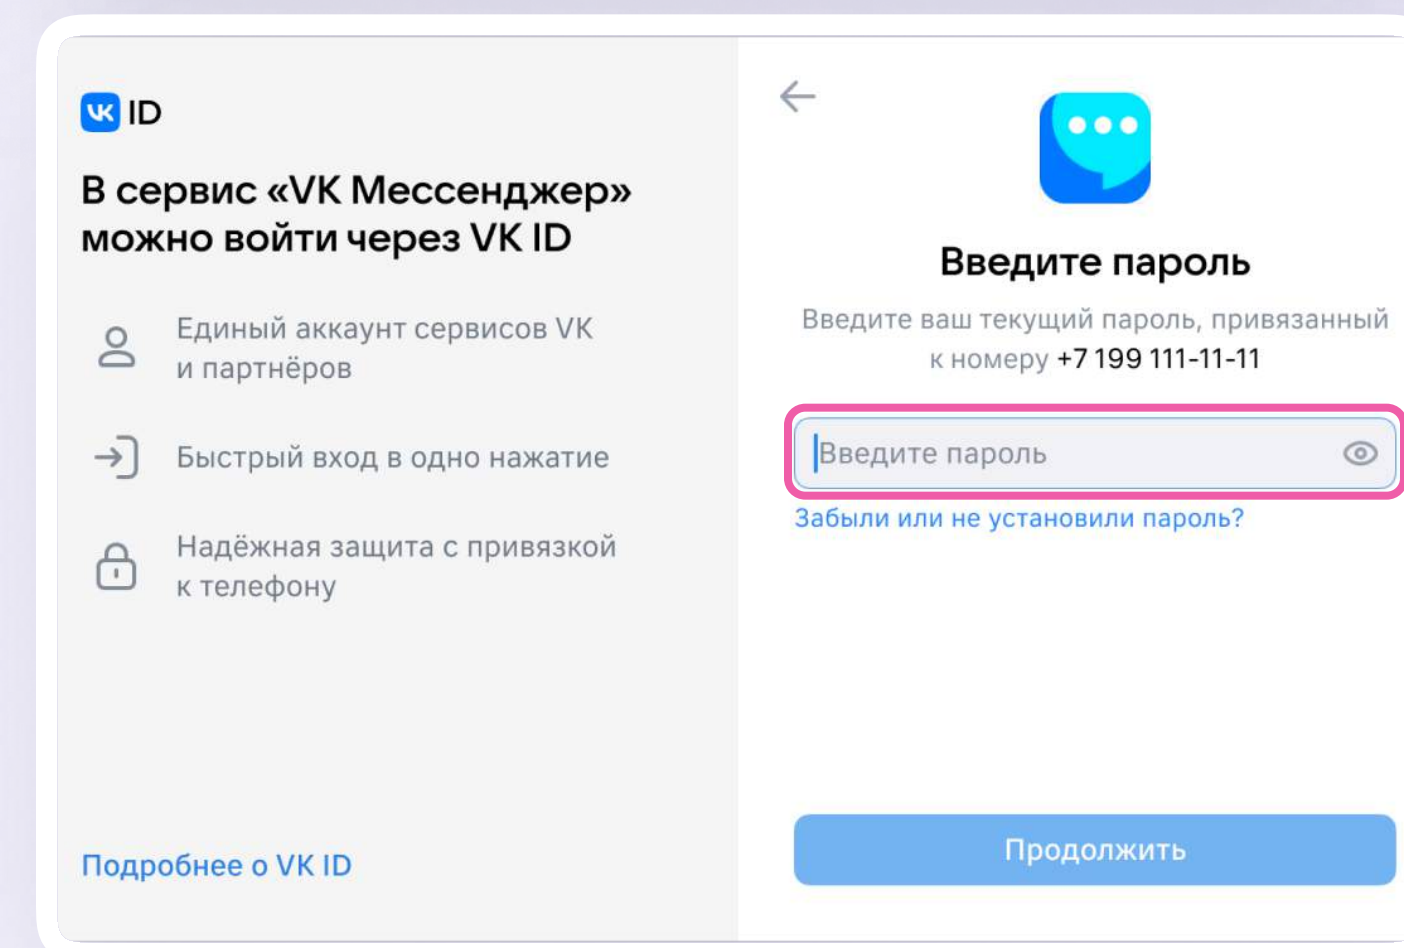 VK ID
В сервис «VK Мессенджер»
можно войти через VK ID
Единый аккаунт сервисов VK
и партнёров
Быстрый вход в одно нажатие
Надёжная защита с привязкой
к телефону
Подробнее о VK ID
Введите пароль
Введите ваш текущий пароль, привязанный
к номеру +7 199 111-11-11
Введите пароль
Забыли или не установили пароль?
Продолжить